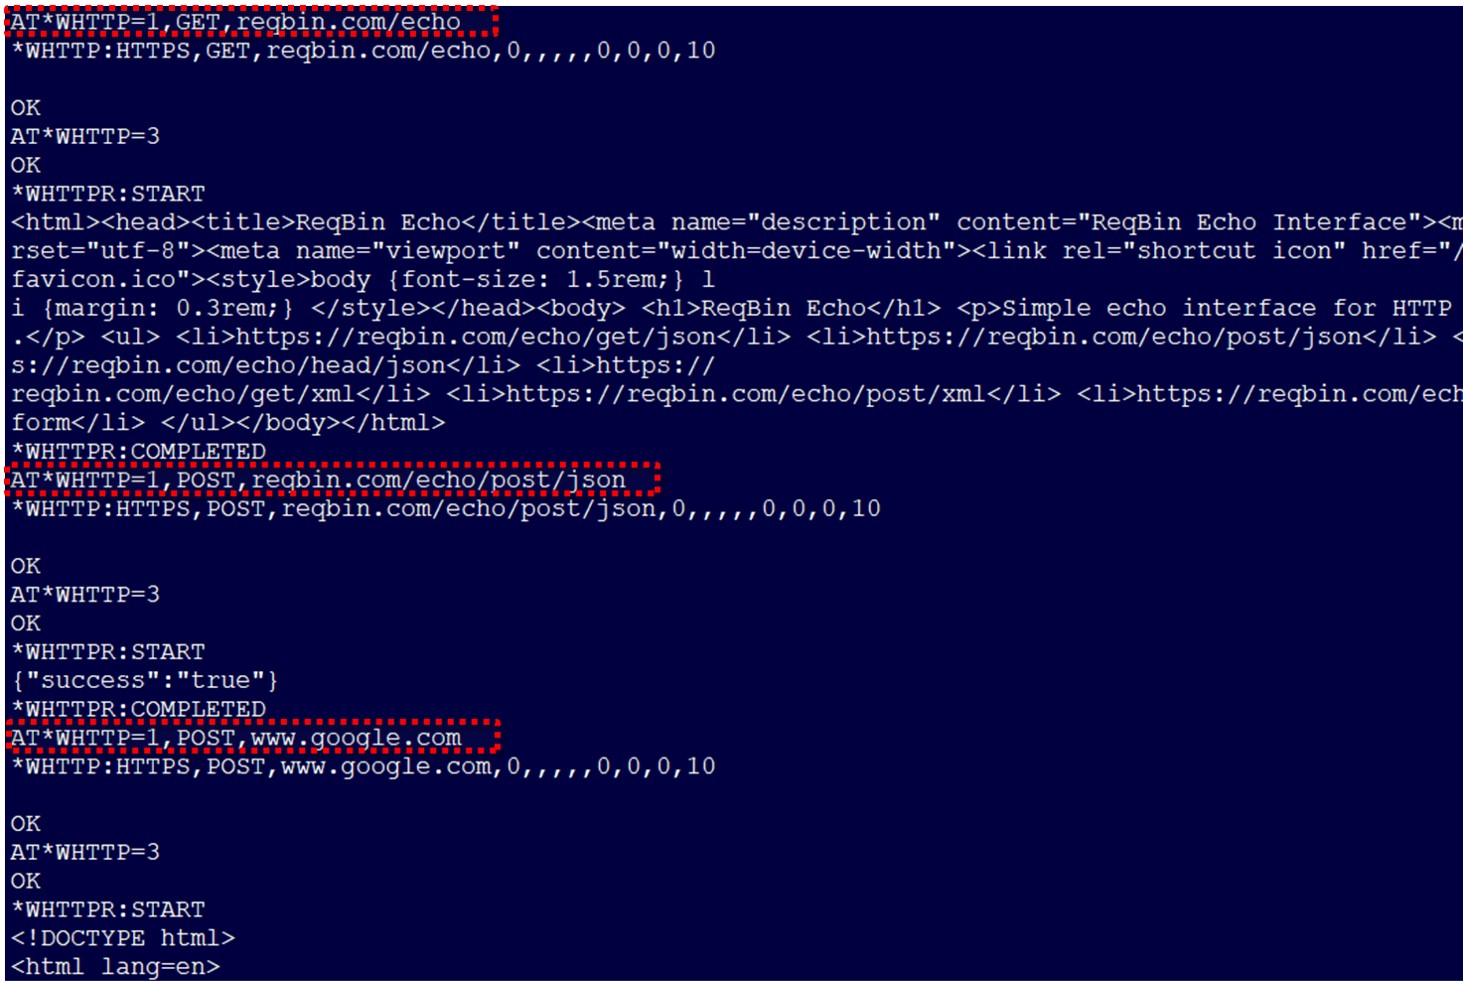 AT*WHTTP=1,GET,reqbin.com/echo
*WHTTP:HTTPS,GET,reqbin.com/echo,0,,,,,0,0,0,10
OK
AT*WHTTP=3
OK
*WHTTPR:START
<html><head><title>ReqBin Echo</title><meta name="description" content="ReqBin Echo Interface"><m
rset="utf-8"><meta name="viewport" content="width=device-width"><link rel="shortcut icon" href="/
favicon.ico"><style>body {font-size: 1.5rem;} l
i {margin: 0.3rem;} </style></head><body> <h1>ReqBin Echo</h1> <p>Simple echo interface for HTTP
.</p> <ul> <li>https://reqbin.com/echo/get/json</li> <li>https://reqbin.com/echo/post/json</li> <
s://reqbin.com/echo/head/json</li> <li>https://
reqbin.com/echo/get/xml</li> <li>https://reqbin.com/echo/post/xml</li> <li>https://reqbin.com/ech
form</li> </ul></body></html>
*WHTTPR:COMPLETED
AT*WHTTP=1,POST,reqbin.com/echo/post/json
*WHTTP:HTTPS,POST,reqbin.com/echo/post/json,0,,,,,0,0,0,10
OK
AT*WHTTP=3
OK
*WHTTPR:START
{"success":"true"}
*WHTTPR:COMPLETED
AT*WHTTP=1,POST,www.google.com
*WHTTP:HTTPS,POST,www.google.com,0,,,,,0,0,0,10
OK
AT*WHTTP=3
OK
*WHTTPR:START
<!DOCTYPE html>
<html lang=en>